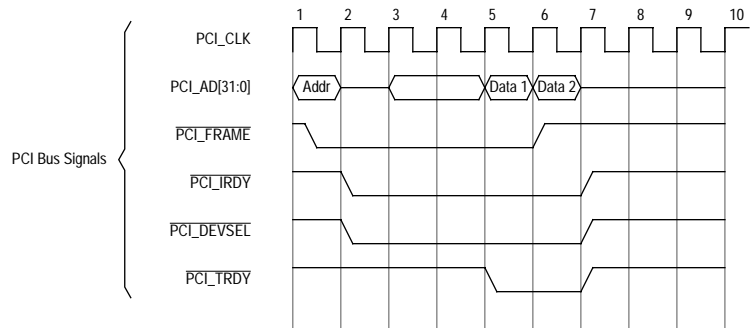 1 2 3 4 5 6 7 8 9 10
PCI_CLK
PCI_AD[31:0] Addr Data 1 Data 2
PCI_FRAME
PCI Bus Signals
PCI_IRDY
PCI_DEVSEL
PCI_TRDY